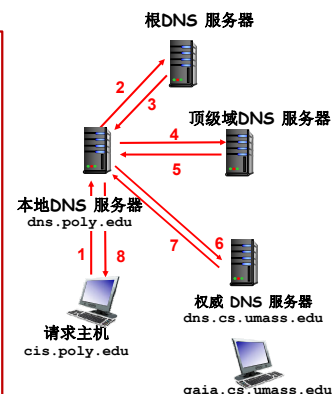 根DNS 服务器
2
3
顶级域DNS 服务器
4
5
本地DNS 服务器
dns.poly.edu
6
7
1
8
权威 DNS 服务器
dns.cs.umass.edu
请求主机
cis.poly.edu
gaia.cs.umass.edu